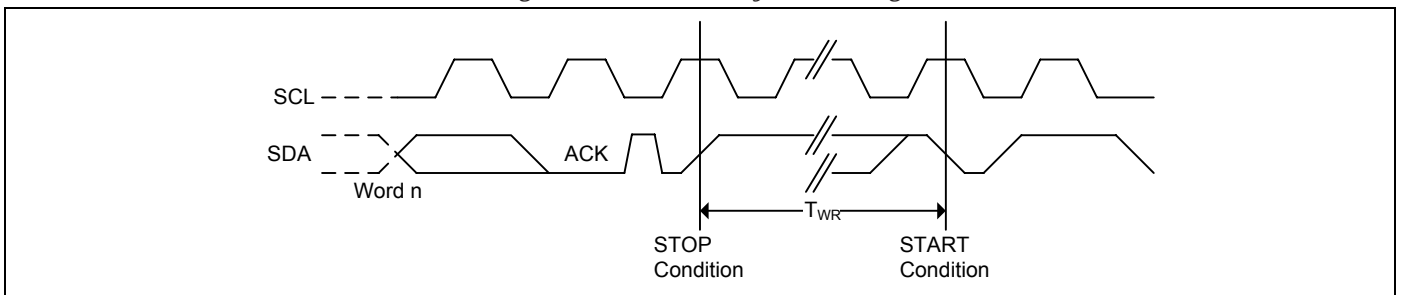 SCL
SDA
ACK
Word n
TWR
STOP
Condition
START
Condition